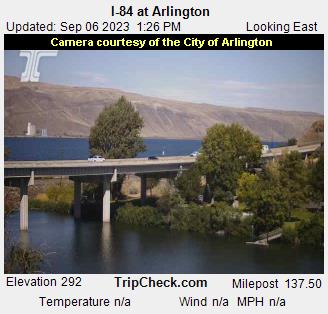 I-84 at Arlington
Updated: Sep 06 2023 1:26 PM Looking East
Camera courtesy of the City of Arlington
Elevation 292 TripCheck.com Milepost 137.50
Temperature n/a Wind n/a MPH n/a